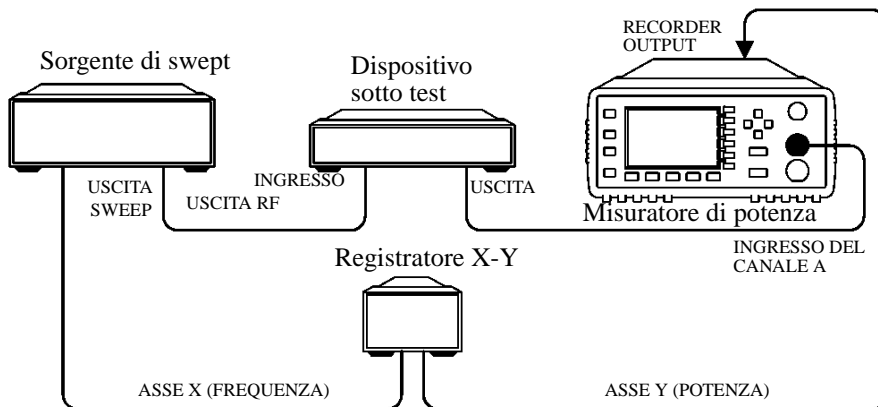 RECORDER
OUTPUT
Sorgente di swept
Dispositivo
sotto test
USCITA
SWEEP
USCITA RF
INGRESSO
USCITA
Misuratore di potenza
INGRESSO DEL
CANALE A
Registratore X-Y
ASSE X (FREQUENZA)
ASSE Y (POTENZA)